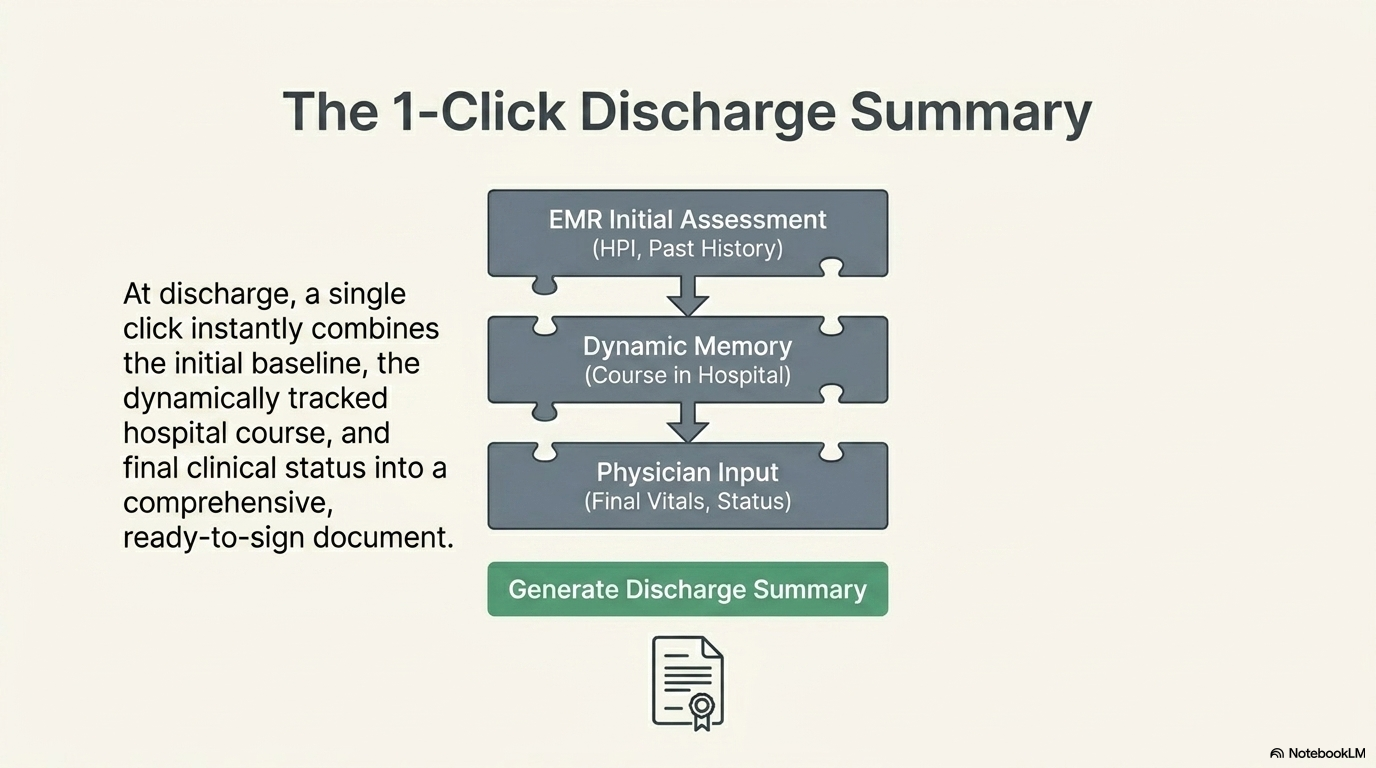 The 1-Click Discharge Summary
At discharge, a single
click instantly combines
the initial baseline, the
dynamically tracked
hospital course, and
final clinical status into a
comprehensive,
ready-to-sign document.
EMR Initial Assessment
(HPI, Past History)
Dynamic Memory
(Course in Hospital)
Physician Input
(Final Vitals, Status)
Generate Discharge Summary
NotebookLM